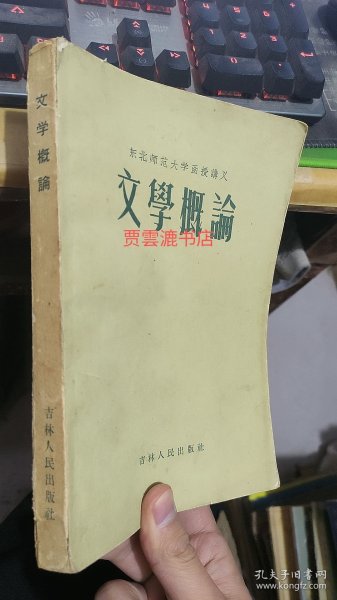 文学概論
吉林人民出版社
东北师范大学函授講义
文學概論
贾雲漉书店
吉林人民出版社
孔夫子旧书网